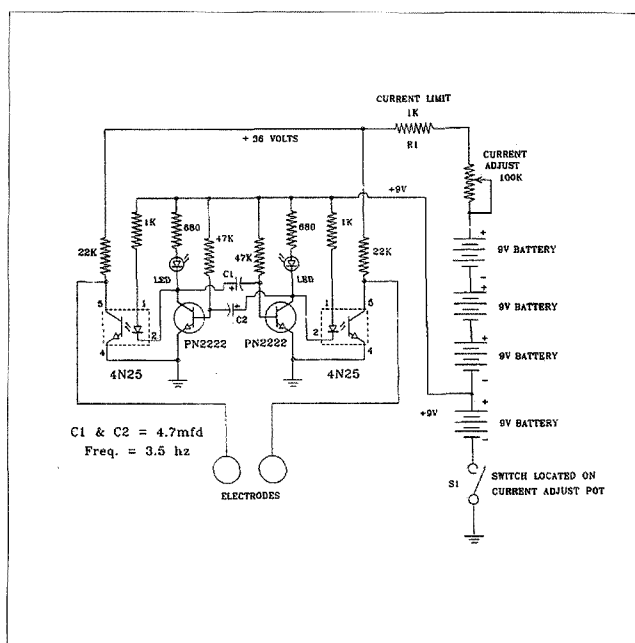 CURRENT LIMIT
1K
R1
+ 36 VOLTS
CURRENT
ADJUST
100K
+9V
1K
680
47K
47K
680
1K
22K
22K
LED
C1
LED
+
+
C2
5
1
2
4
1
2
5
4
PN2222
PN2222
4N25
4N25
+
9V BATTERY
-
+
9V BATTERY
+
9V BATTERY
-
+9V
+
9V BATTERY
-
C1 & C2 = 4.7mfd
Freq. = 3.5 hz
ELECTRODES
S1
SWITCH LOCATED ON
CURRENT ADJUST POT